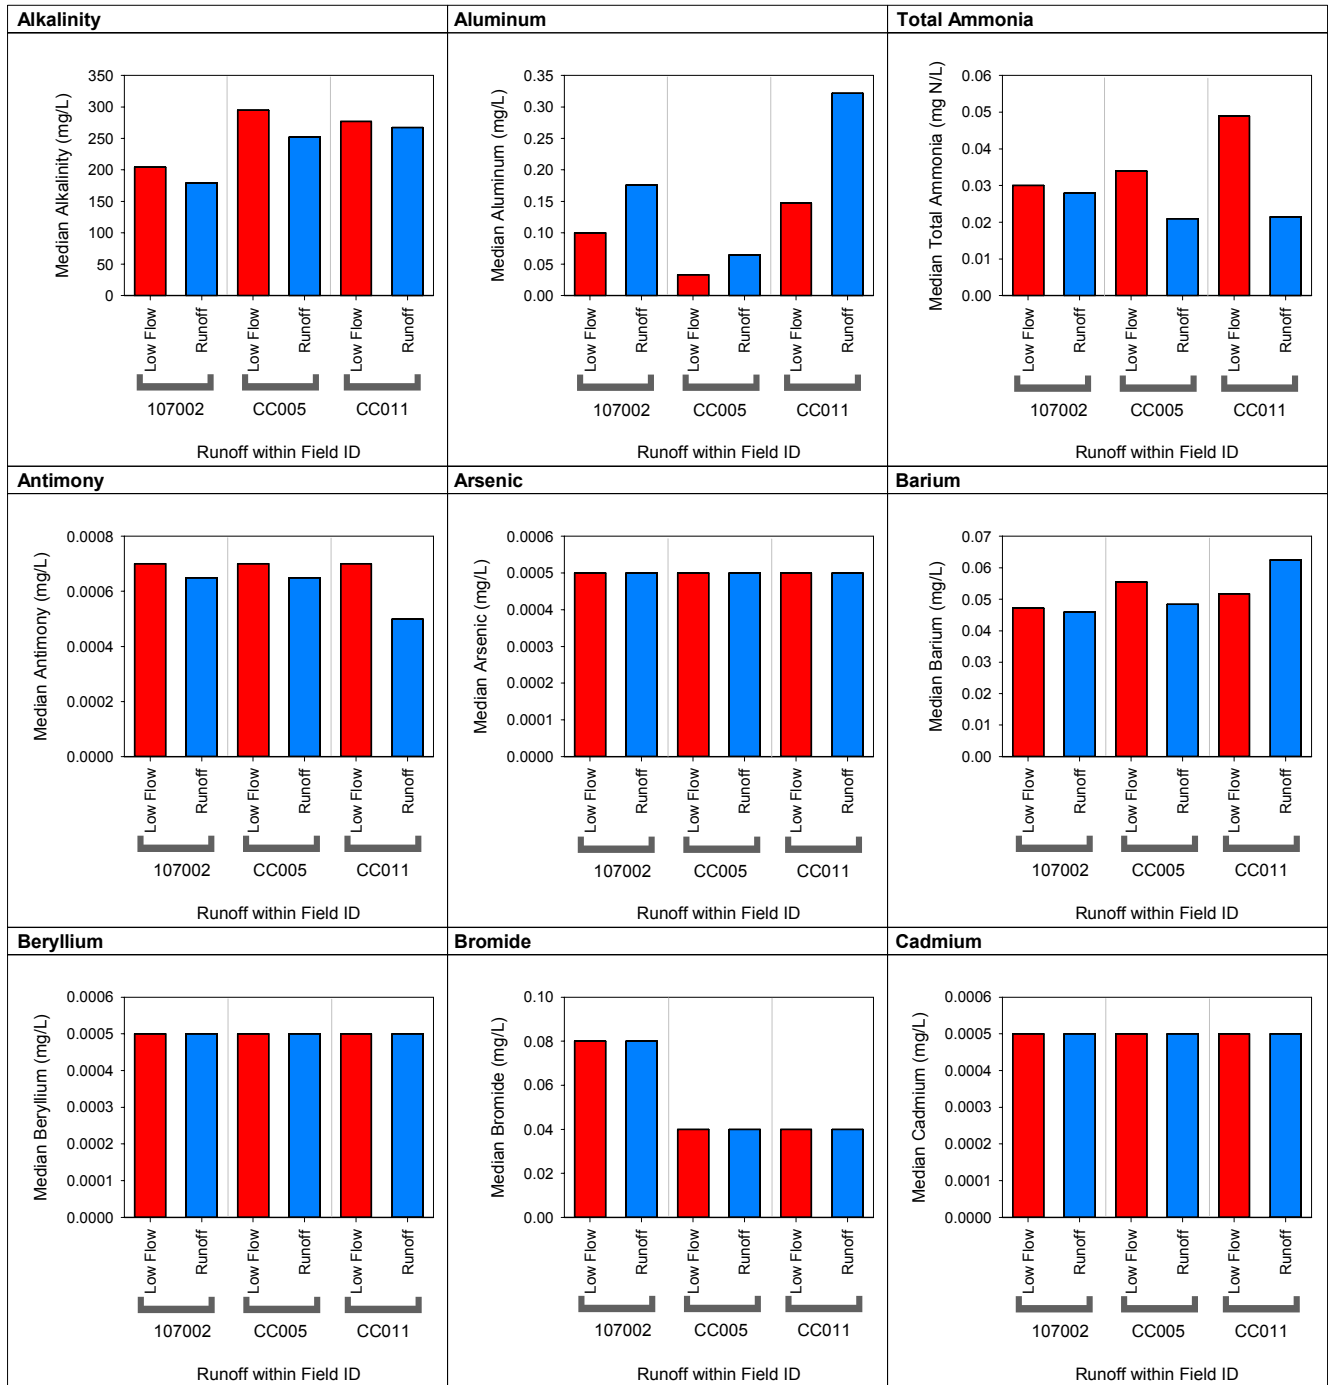 Alkalinity
Median Alkalinity (mg/L)
350
300
250
200
150
100
50
0
Low Flow
Runoff
Low Flow
Runoff
Low Flow
Runoff
107002
CC005
CC011
Runoff within Field ID
Aluminum
Median Aluminum (mg/L)
0.35
0.30
0.25
0.20
0.15
0.10
0.05
0.00
Low Flow
Runoff
Low Flow
Runoff
Low Flow
Runoff
107002
CC005
CC011
Runoff within Field ID
Total Ammonia
Median Total Ammonia (mg N/L)
0.06
0.05
0.04
0.03
0.02
0.01
0.00
Low Flow
Runoff
Low Flow
Runoff
Low Flow
Runoff
107002
CC005
CC011
Runoff within Field ID
Antimony
Median Antimony (mg/L)
0.0008
0.0006
0.0004
0.0002
0.0000
Low Flow
Runoff
Low Flow
Runoff
Low Flow
Runoff
107002
CC005
CC011
Runoff within Field ID
Arsenic
Median Arsenic (mg/L)
0.0006
0.0005
0.0004
0.0003
0.0002
0.0001
0.0000
Low Flow
Runoff
Low Flow
Runoff
Low Flow
Runoff
107002
CC005
CC011
Runoff within Field ID
Barium
Median Barium (mg/L)
0.07
0.06
0.05
0.04
0.03
0.02
0.01
0.00
Low Flow
Runoff
Low Flow
Runoff
Low Flow
Runoff
107002
CC005
CC011
Runoff within Field ID
Beryllium
Median Beryllium (mg/L)
0.0006
0.0005
0.0004
0.0003
0.0002
0.0001
0.0000
Low Flow
Runoff
Low Flow
Runoff
Low Flow
Runoff
107002
CC005
CC011
Runoff within Field ID
Bromide
Median Bromide (mg/L)
0.10
0.08
0.06
0.04
0.02
0.00
Low Flow
Runoff
Low Flow
Runoff
Low Flow
Runoff
107002
CC005
CC011
Runoff within Field ID
Cadmium
Median Cadmium (mg/L)
0.0006
0.0005
0.0004
0.0003
0.0002
0.0001
0.0000
Low Flow
Runoff
Low Flow
Runoff
Low Flow
Runoff
107002
CC005
CC011
Runoff within Field ID